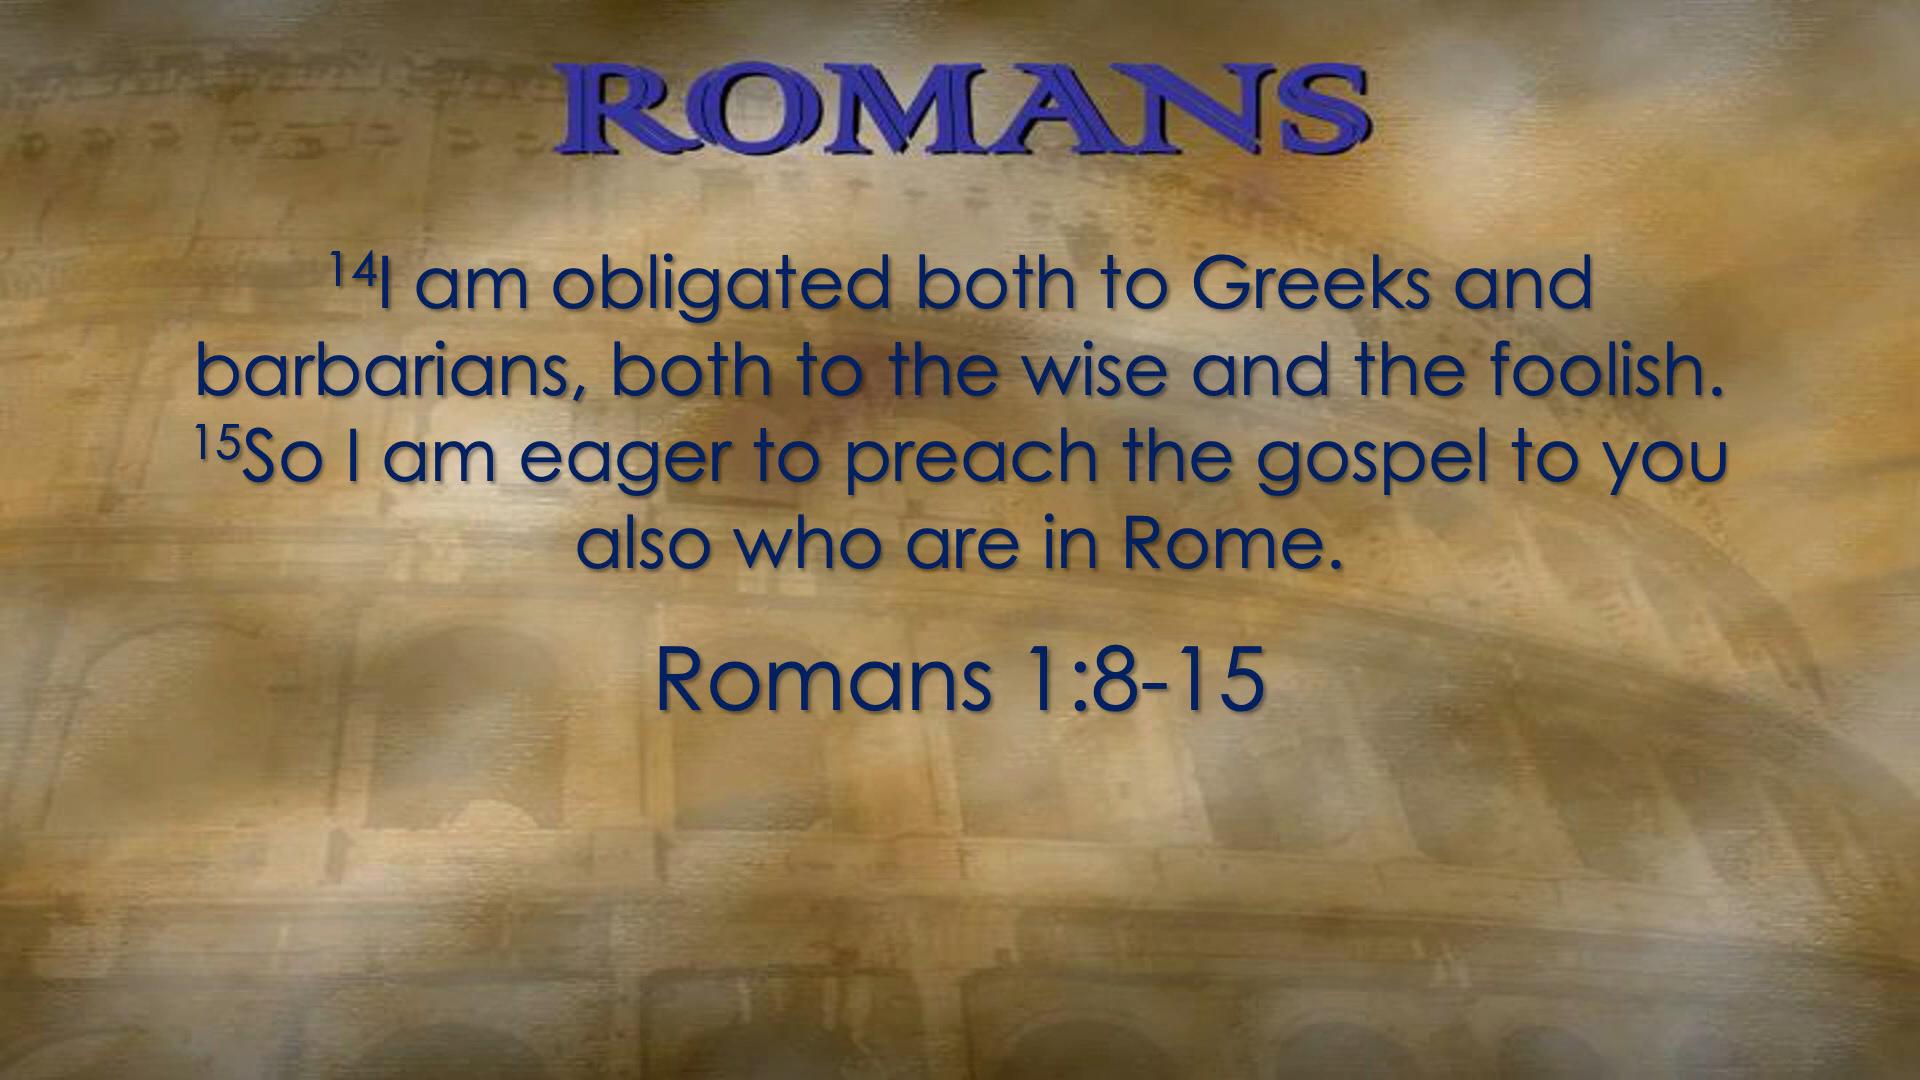 ROMANS
14I am obligated both to Greeks and
barbarians, both to the wise and the foolish.
15So I am eager to preach the gospel to you
also who are in Rome.
Romans 1:8-15